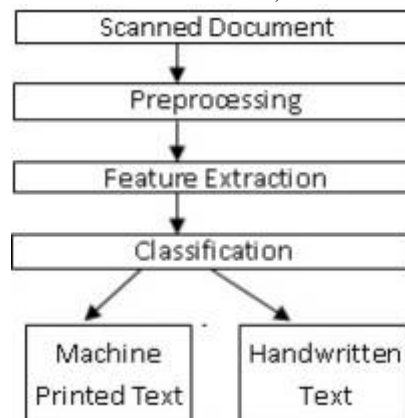 Scanned Document
Preprocessing
Feature Extraction
Classification
Machine
Printed Text
Handwritten
Text